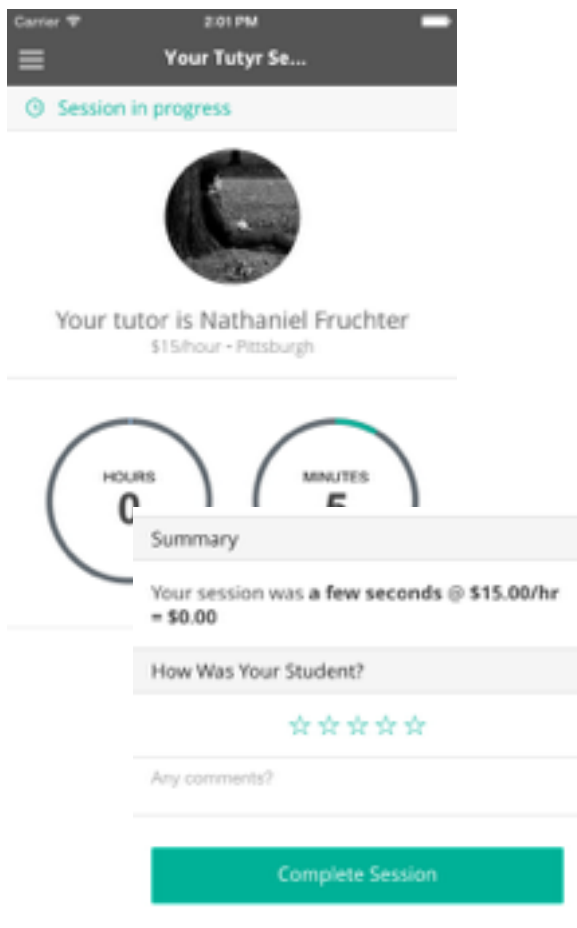 Carrier 2:01 PM
Your Tutyr Se...
Session in progress
Your tutor is Nathaniel Fruchter
$15/hour - Pittsburgh
HOURS MINUTES
0 5
Summary
Your session was a few seconds @ $15.00/hr
= $0.00
How Was Your Student?
Any comments?
Complete Session